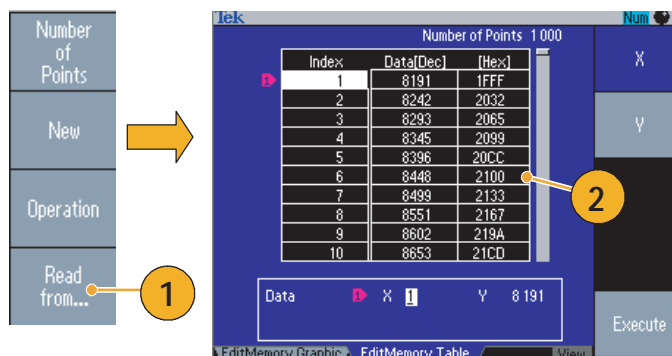 Number
of
Points
New
Operation
Read
from...
1
Tek
Num
Number of Points 1000
Index Data[Dec] [Hex]
1 1 8191 1FFF
2 8242 2032
3 8293 2065
4 8345 2099
5 8396 20CC
6 8448 2100
7 8499 2133
8 8551 2167
9 8602 219A
10 8653 21CD
2
Data 1 X 1 Y 8191
X
Y
Execute
EditMemory Graphic EditMemory Table View